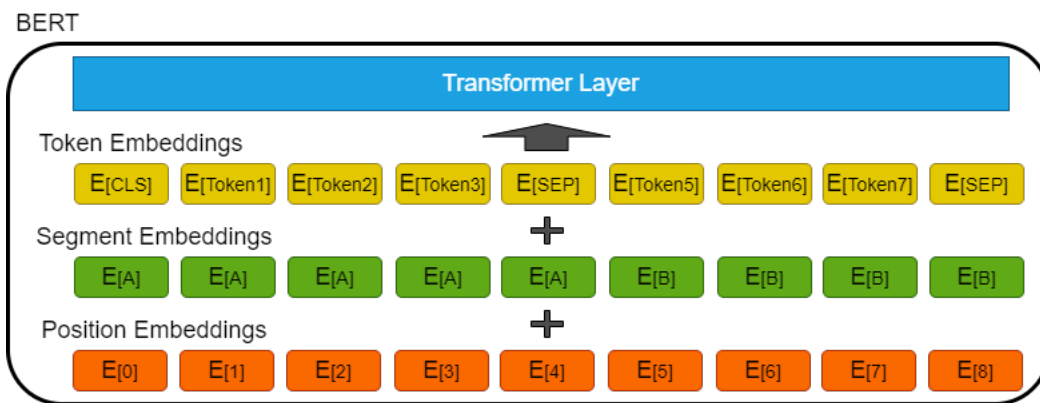 BERT
Transformer Layer
Token Embeddings
E[CLS] E[Token1] E[Token2] E[Token3] E[SEP] E[Token5] E[Token6] E[Token7] E[SEP]
+
Segment Embeddings
E[A] E[A] E[A] E[A] E[A] E[B] E[B] E[B] E[B]
+
Position Embeddings
E[0] E[1] E[2] E[3] E[4] E[5] E[6] E[7] E[8]